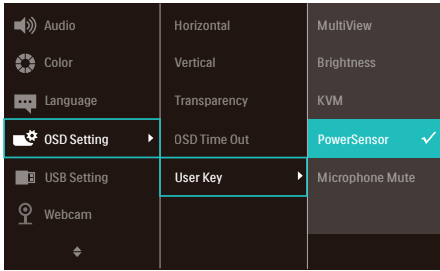 Audio
Color
Language
OSD Setting
USB Setting
Webcam
Horizontal
Vertical
Transparency
OSD Time Out
User Key
MultiView
Brightness
KVM
PowerSensor
Microphone Mute